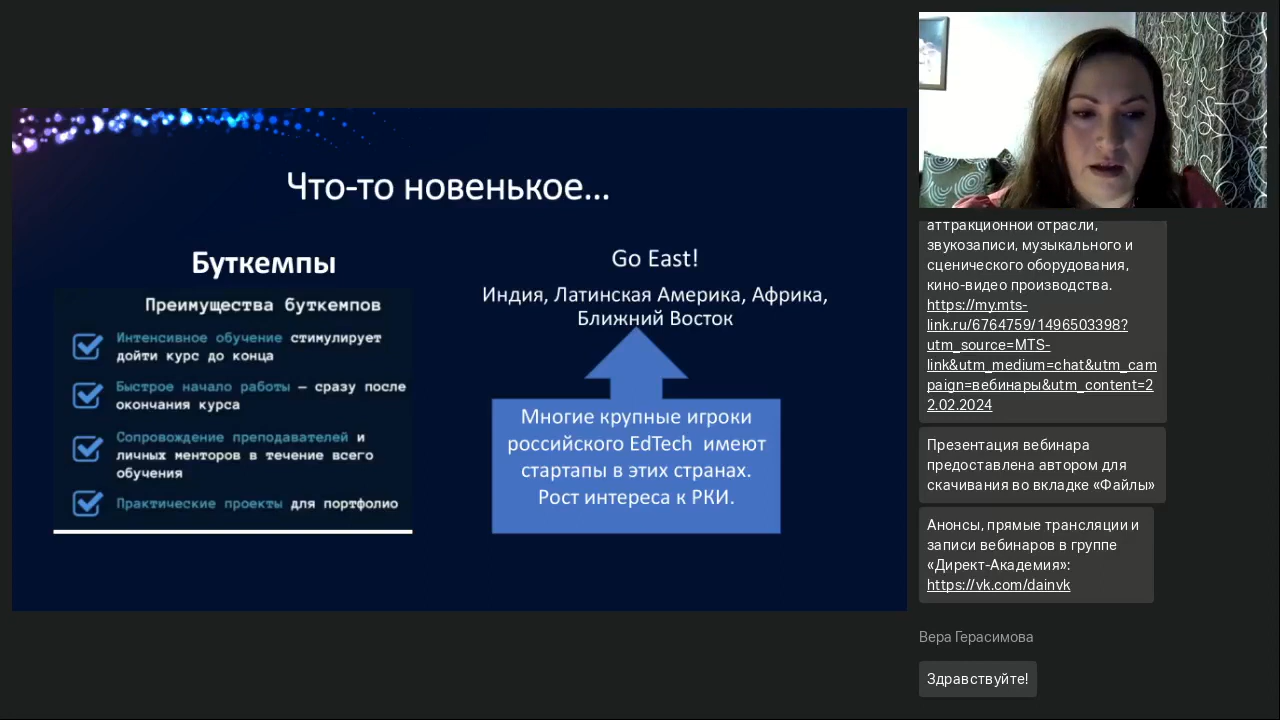 Что-то новенькое...
Буткемпы
Преимущества буткемпов
Интенсивное обучение стимулирует
дойти курс до конца
Быстрое начало работы – сразу после
окончания курса
Сопровождение преподавателей и
личных менторов в течение всего
обучения
Практические проекты для портфолио
Go East!
Индия, Латинская Америка, Африка,
Ближний Восток
Многие крупные игроки
российского EdTech имеют
стартапы в этих странах.
Рост интереса к РКИ.
аттракционной отрасли,
звукозаписи, музыкального и
сценического оборудования,
кино-видео производства.
https://my.mts-
link.ru/6764759/1496503398?
utm_source=MTS-
link&utm_medium=chat&utm_cam
paign=вебинары&utm_content=2
2.02.2024
Презентация вебинара
предоставлена автором для
скачивания во вкладке «Файлы»
Анонсы, прямые трансляции и
записи вебинаров в группе
«Директ-Академия»:
https://vk.com/dainvk
Вера Герасимова
Здравствуйте!